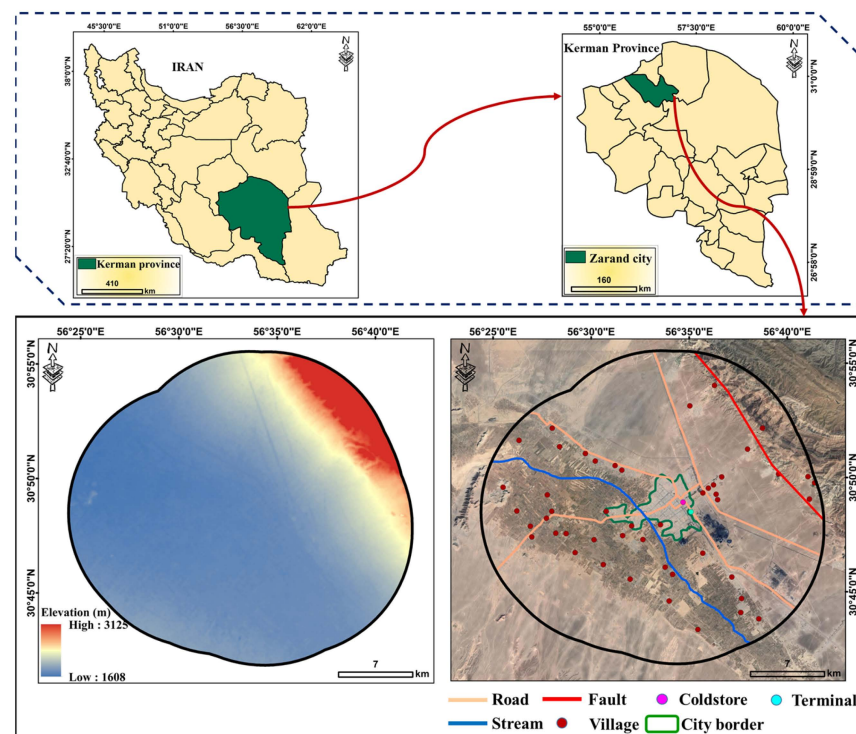 45°30'0"E 51°0'0"E 56°30'0"E 62°0'0"E
IRAN
N
38°0'0"N
32°40'0"N
27°20'0"N
Kerman province
410
km
55°0'0"E 57°30'0"E 60°0'0"E
Kerman Province
N
31°0'0"N
28°59'0"N
26°58'0"N
Zarand city
160
km
56°25'0"E 56°30'0"E 56°35'0"E 56°40'0"E
N
30°55'0"N
30°50'0"N
30°45'0"N
Elevation (m)
High : 3125
Low : 1608
7
km
56°25'0"E 56°30'0"E 56°35'0"E 56°40'0"E
N
30°55'0"N
30°50'0"N
30°45'0"N
7
km
Road Fault Coldstore Terminal
Stream Village City border